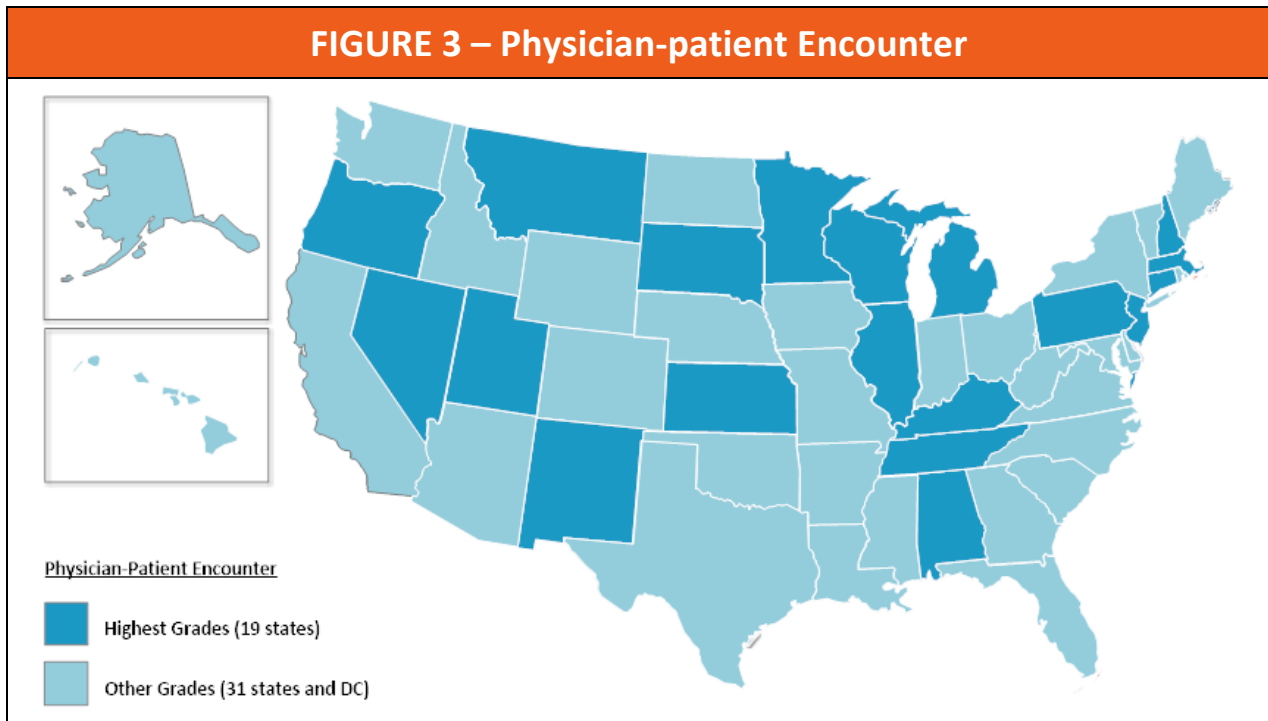 FIGURE 3 – Physician-patient Encounter
Physician-Patient Encounter
Highest Grades (19 states)
Other Grades (31 states and DC)